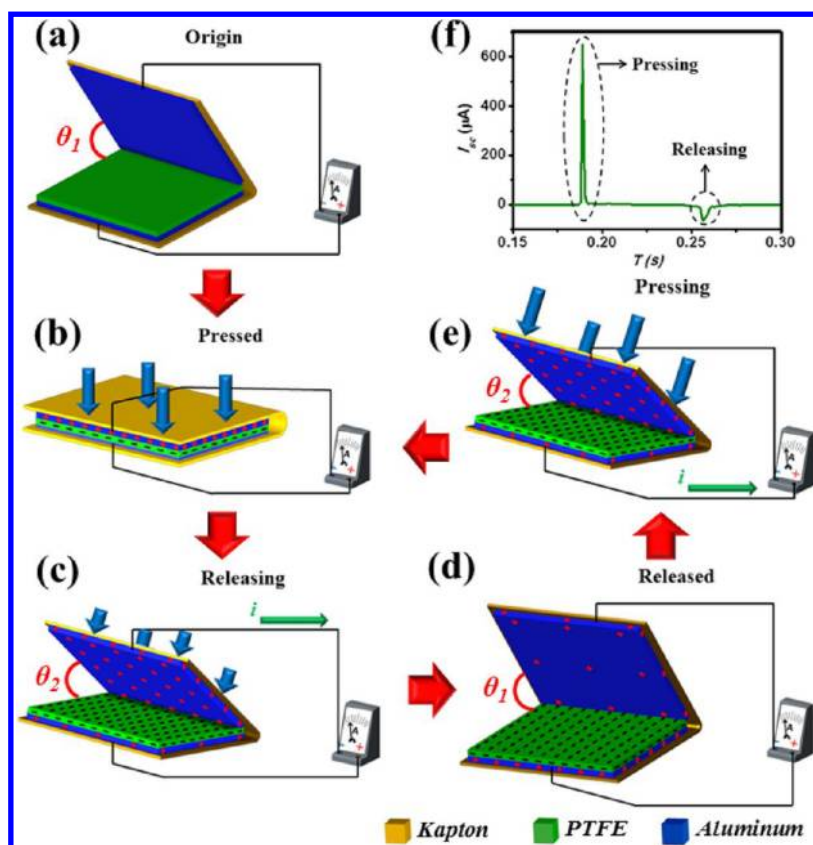 (a)
Origin
θ1
(f)
600
400
200
0
Isc (μA)
Pressing
Releasing
0.15
0.20
0.25
0.30
T (s)
(b)
Pressed
Pressing
(e)
θ2
i
(c)
Releasing
i
θ2
(d)
Released
θ1
Kapton
PTFE
Aluminum